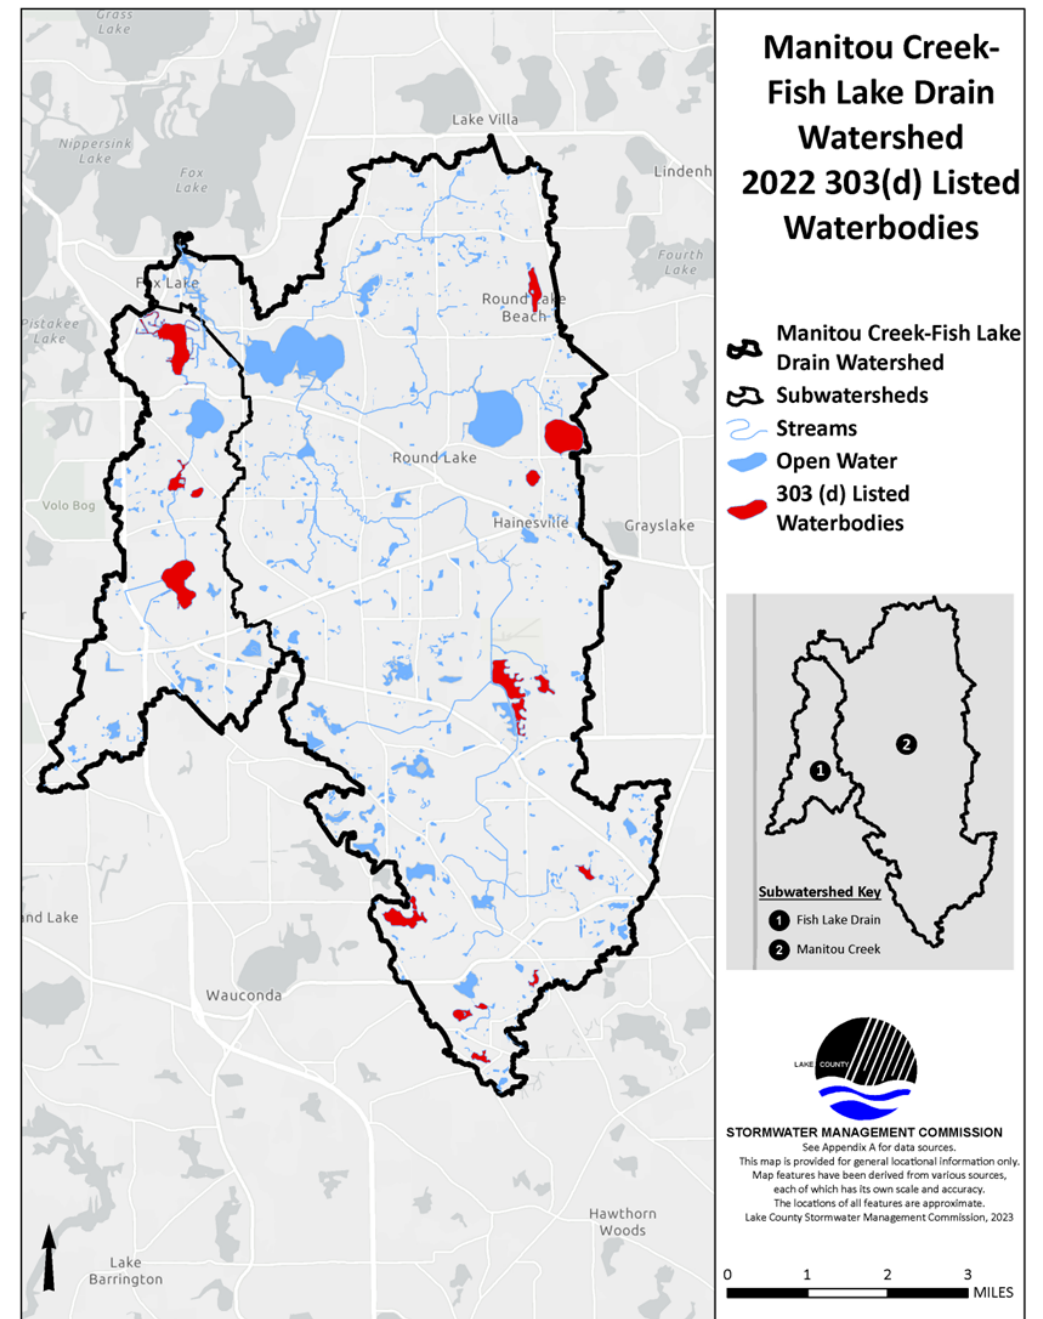 Manitou Creek-
Fish Lake Drain
Watershed
2022 303(d) Listed
Waterbodies
Manitou Creek-Fish Lake
Drain Watershed
Subwatersheds
Streams
Open Water
303 (d) Listed
Waterbodies
Grass
Lake
Lake Villa
Nippersink
Lake
Fox
Lake
Lindenh
Fourth
Lake
Fox Lake
Round Lake
Beach
Pistakee
Lake
Round Lake
Volo Bog
Hainesville
Grayslake
r
and Lake
Wauconda
Hawthorn
Woods
Lake
Barrington
1
2
Subwatershed Key
1 Fish Lake Drain
2 Manitou Creek
LAKE COUNTY
STORMWATER MANAGEMENT COMMISSION
See Appendix A for data sources.
This map is provided for general locational information only.
Map features have been derived from various sources,
each of which has its own scale and accuracy.
The locations of all features are approximate.
Lake County Stormwater Management Commission, 2023
0 1 2 3
MILES